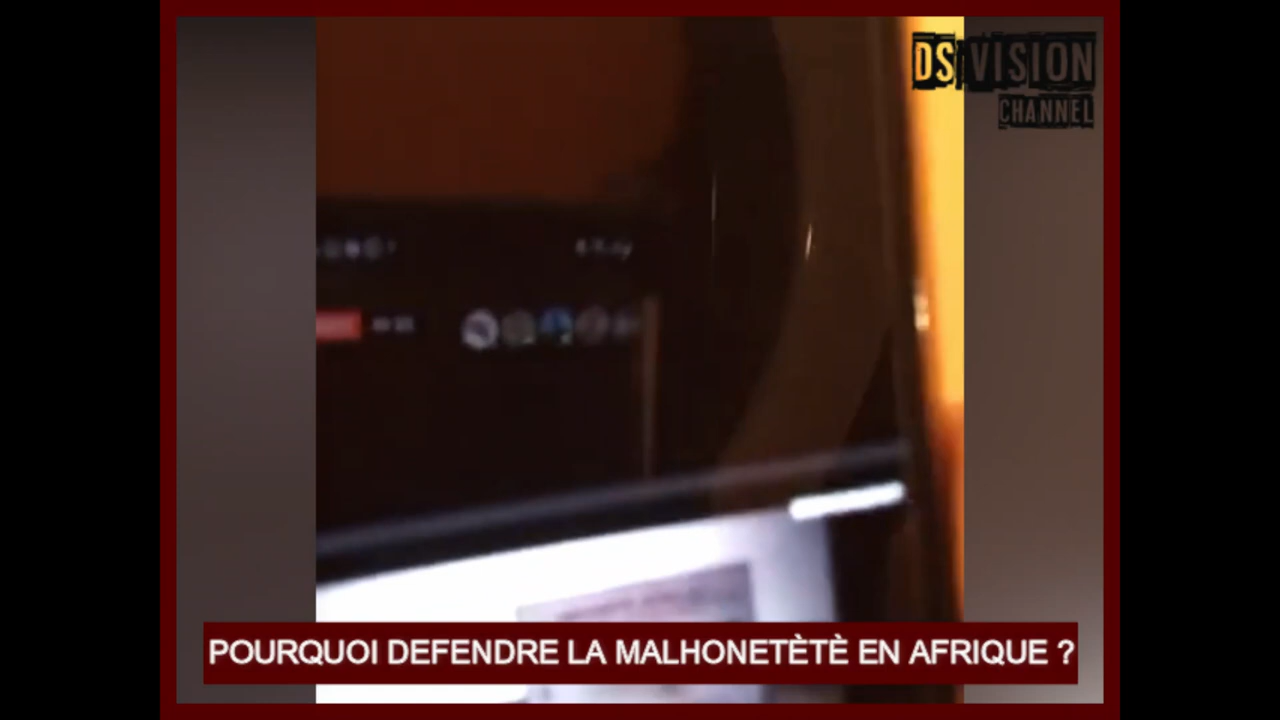 DS VISION
CHANNEL
POURQUOI DEFENDRE LA MALHONETÈTÈ EN AFRIQUE ?